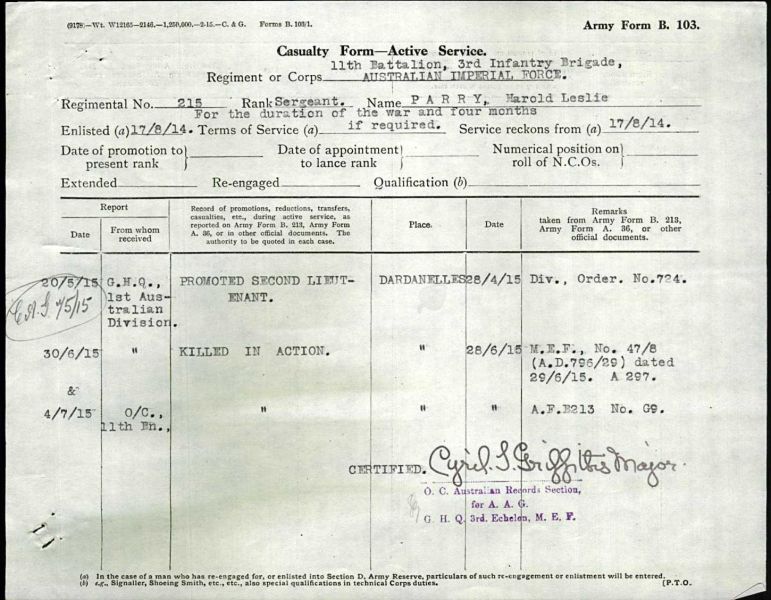 (9178)—Wt. W12165—2146.—1,250,000.—2-15.—C. & G. Forms B. 103/1. Army Form B. 103.
Casualty Form—Active Service.
11th Battalion, 3rd Infantry Brigade,
Regiment or Corps AUSTRALIAN IMPERIAL FORCE.
Regimental No. 215 Rank Sergeant. Name PARRY, Harold Leslie
For the duration of the war and four months
Enlisted (a) 17/8/14. Terms of Service (a) if required. Service reckons from (a) 17/8/14.
Date of promotion to present rank } Date of appointment to lance rank } Numerical position on roll of N.C.Os. }
Extended Re-engaged Qualification (b)
Report
Date
From whom received
Record of promotions, reductions, transfers,
casualties, etc., during active service, as
reported on Army Form B. 213, Army Form
A. 36, or in other official documents. The
authority to be quoted in each case.
Place.
Date
Remarks
taken from Army Form B. 213,
Army Form A. 36, or other
official documents.
20/5/15 G.H.Q., PROMOTED SECOND LIEUT- DARDANELLES 28/4/15 Div., Order. No.724.
1st Aus- ENANT.
tralian
Division.
7/5/15
30/6/15 " KILLED IN ACTION. " 28/6/15 M.E.F., No. 47/8
(A.D.796/29) dated
29/6/15. A 297.
&
4/7/15 O/C., " " " A.F.B213 No. G9.
11th Bn.,
CERTIFIED. Cyril. S. Griffiths Major.
O. C. Australian Records Section,
for A. A. G.
G. H. Q. 3rd. Echelon, M. E. F.
(a) In the case of a man who has re-engaged for, or enlisted into Section D, Army Reserve, particulars of such re-engagement or enlistment will be entered.
(b) e.g., Signaller, Shoeing Smith, etc., etc., also special qualifications in technical Corps duties. [P.T.O.